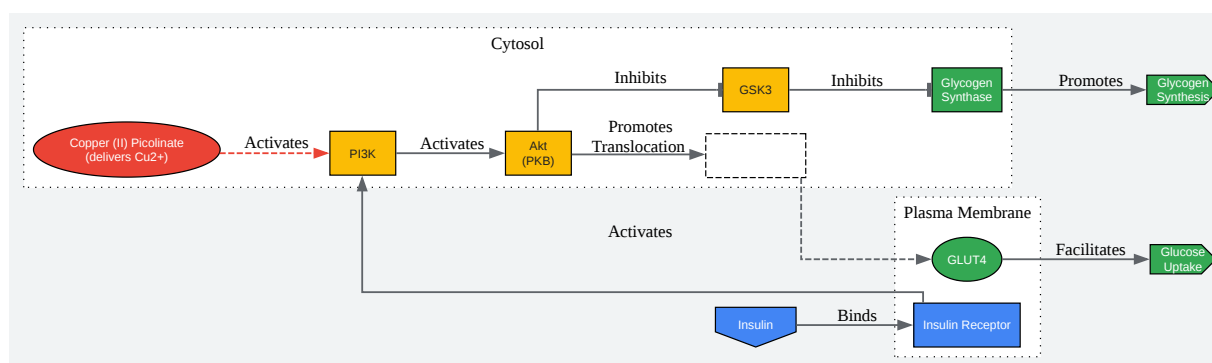 Cytosol
Inhibits
GSK3
Inhibits
Glycogen
Synthase
Promotes
Glycogen
Synthesis
Copper (II) Picolinate
(delivers Cu2+)
Activates
PI3K
Activates
Akt
(PKB)
Promotes
Translocation
Plasma Membrane
Activates
GLUT4
Facilitates
Glucose
Uptake
Insulin
Binds
Insulin Receptor